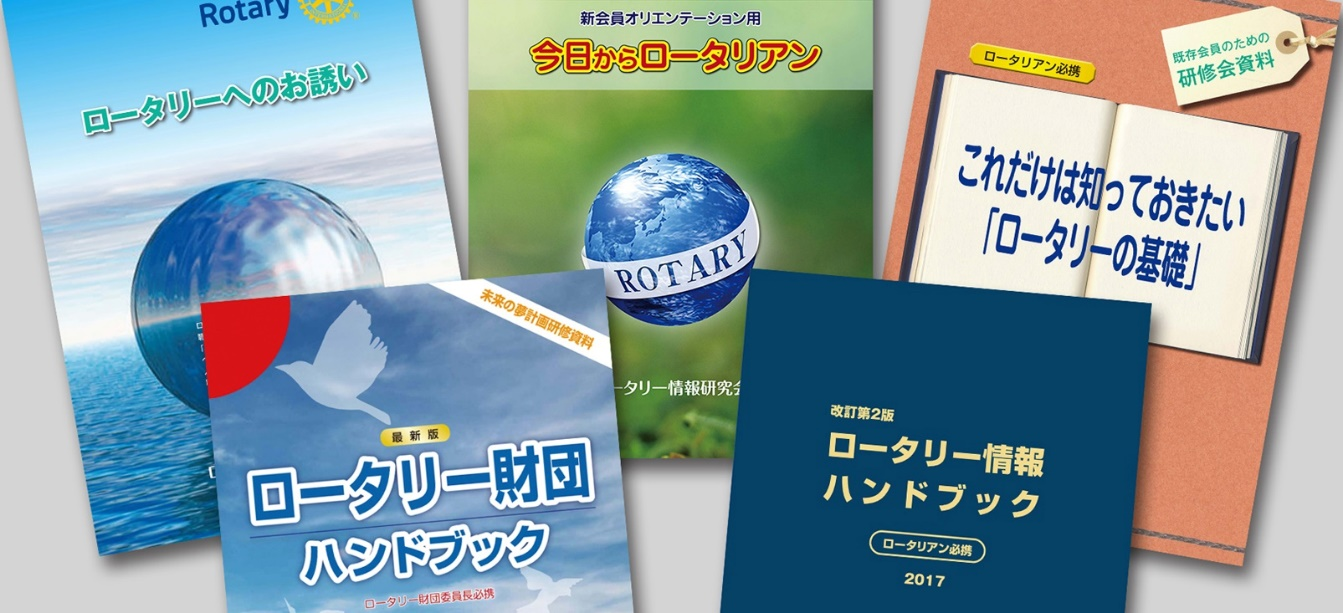 Rotary
ロータリーへのお誘い
新会員オリエンテーション用
今日からロータリアン
ROTARY
ータリー情報研究会
既存会員のための
研修会資料
ロータリアン必携
これだけは知っておきたい
「ロータリーの基礎」
未来の夢計画研修資料
最新版
ロータリー財団
ハンドブック
ロータリー財団委員長必携
改訂第2版
ロータリー情報
ハンドブック
ロータリアン必携
2017